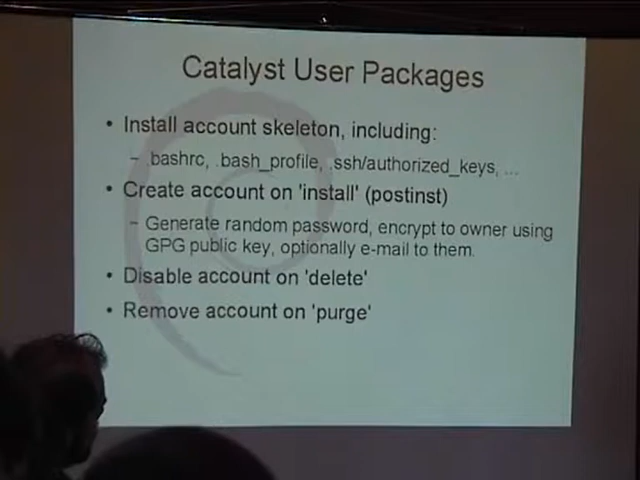 Catalyst User Packages
• Install account skeleton, including:
– .bashrc, .bash_profile, .ssh/authorized_keys, ...
• Create account on 'install' (postinst)
– Generate random password, encrypt to owner using
GPG public key, optionally e-mail to them.
• Disable account on 'delete'
• Remove account on 'purge'